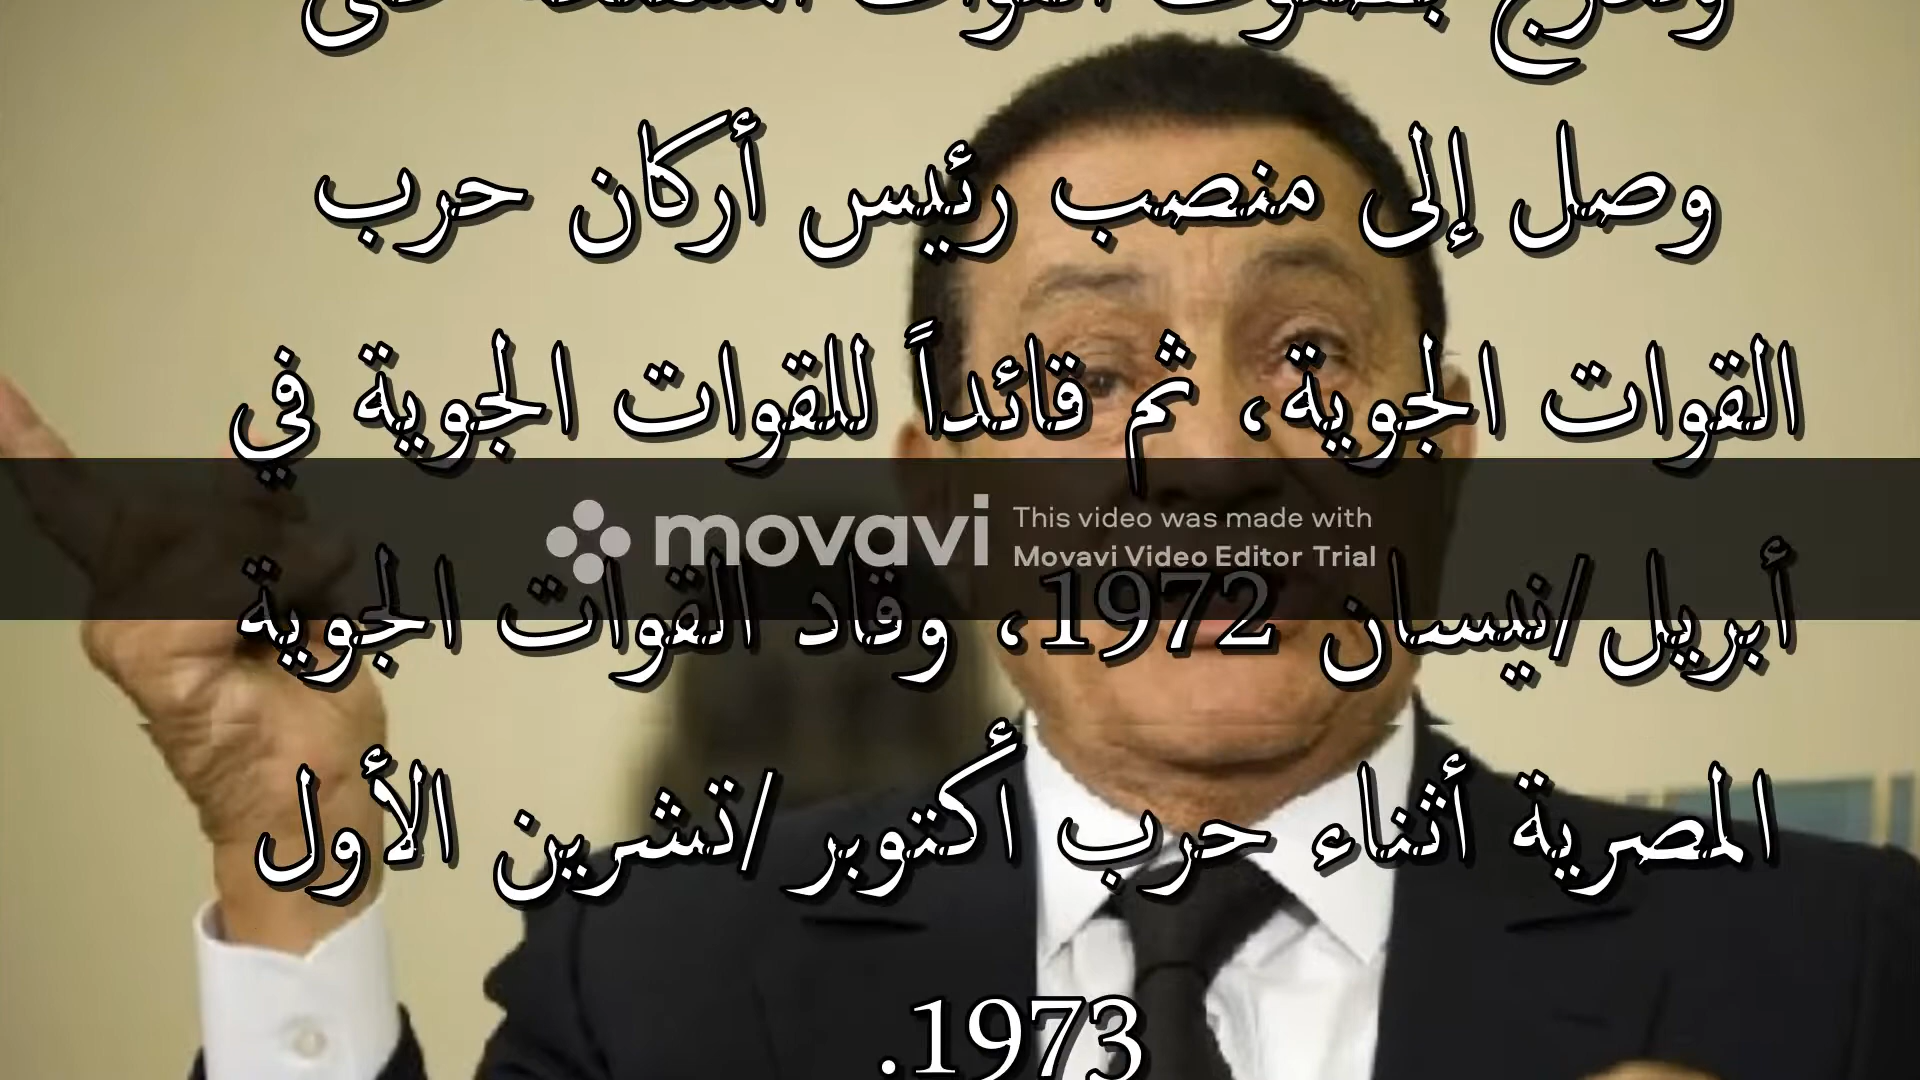 وصل إلى منصب رئيس أركان حرب
القوات الجوية، ثم قائداً للقوات الجوية في
movavi
This video was made with
Movavi Video Editor Trial
أبريل/نيسان 1972، وقاد القوات الجوية
المصرية أثناء حرب أكتوبر/تشرين الأول
1973.